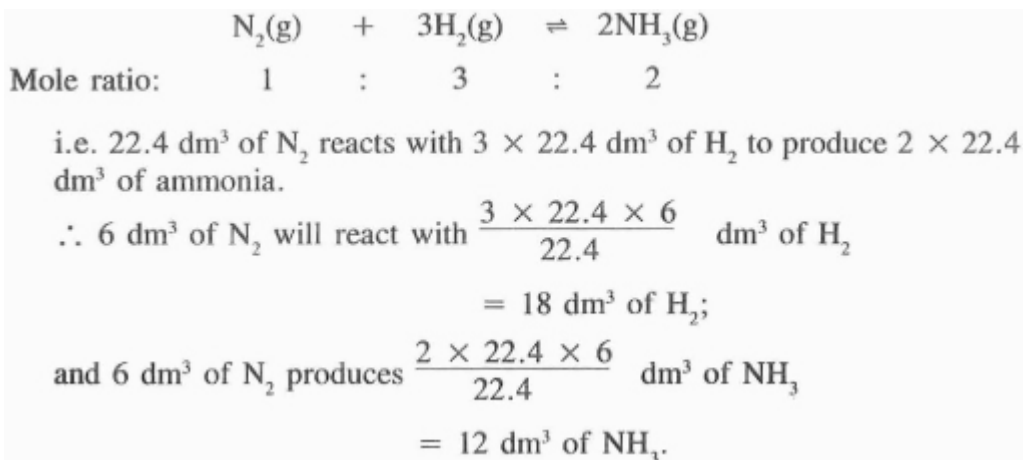 N₂(g) + 3H₂(g) ⇌ 2NH₃(g)
Mole ratio: 1 : 3 : 2
i.e. 22.4 dm³ of N₂ reacts with 3 × 22.4 dm³ of H₂ to produce 2 × 22.4
dm³ of ammonia.
∴ 6 dm³ of N₂ will react with (3 × 22.4 × 6)/22.4 dm³ of H₂
= 18 dm³ of H₂;
and 6 dm³ of N₂ produces (2 × 22.4 × 6)/22.4 dm³ of NH₃
= 12 dm³ of NH₃.